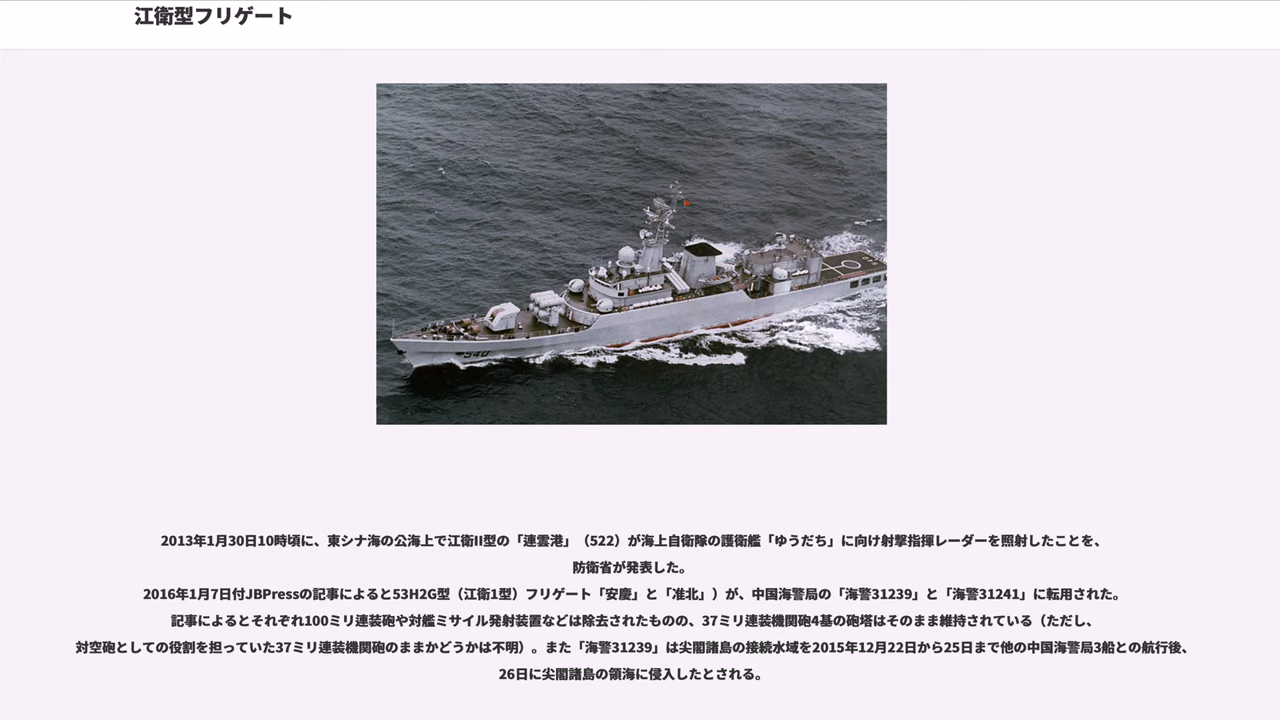 江衛型フリゲート
540
2013年1月30日10時頃に、東シナ海の公海上で江衛II型の「連雲港」（522）が海上自衛隊の護衛艦「ゆうだち」に向け射撃指揮レーダーを照射したことを、
防衛省が発表した。
2016年1月7日付JBPressの記事によると53H2G型（江衛1型）フリゲート「安慶」と「准北」）が、中国海警局の「海警31239」と「海警31241」に転用された。
記事によるとそれぞれ100ミリ連装砲や対艦ミサイル発射装置などは除去されたものの、37ミリ連装機関砲4基の砲塔はそのまま維持されている（ただし、
対空砲としての役割を担っていた37ミリ連装機関砲のままかどうかは不明）。また「海警31239」は尖閣諸島の接続水域を2015年12月22日から25日まで他の中国海警局3船との航行後、
26日に尖閣諸島の領海に侵入したとされる。